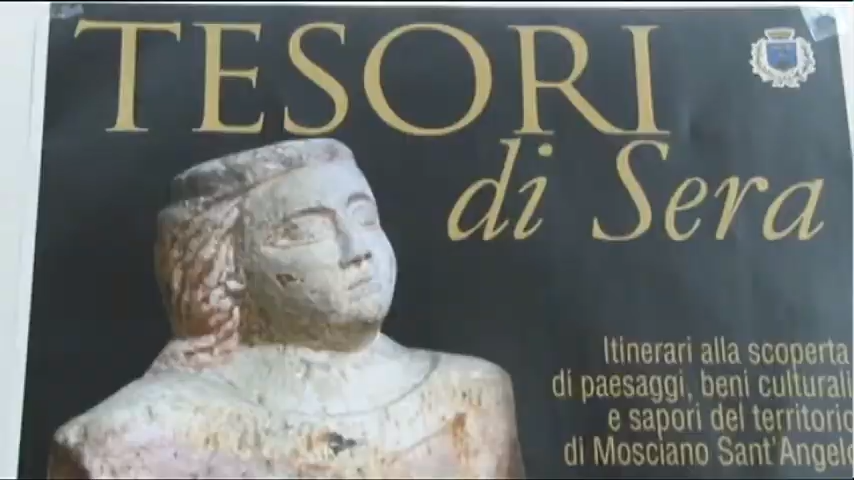 TESORI
di Sera
Itinerari alla scoperta
di paesaggi, beni culturali
e sapori del territorio
di Mosciano Sant'Angelo